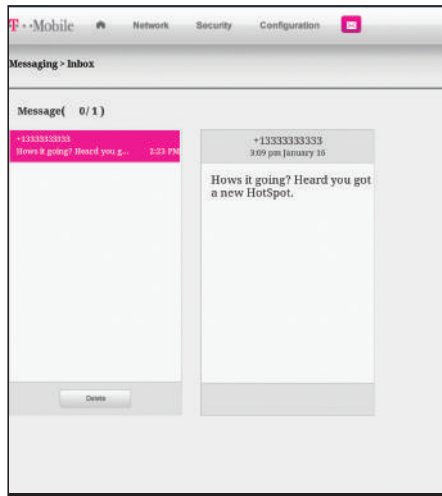 T··Mobile Network Security Configuration
Messaging > Inbox
Message( 0/1)
+13333333333
Hows it going? Heard you g... 2:23 PM
+13333333333
3:09 pm January 16
Hows it going? Heard you got
a new HotSpot.
Delete